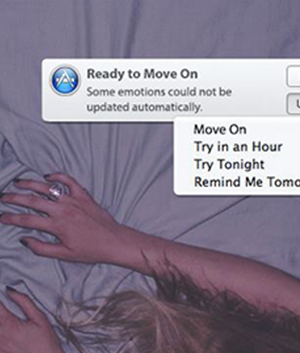 Ready to Move On
Some emotions could not be
updated automatically.
Move On
Try in an Hour
Try Tonight
Remind Me Tomo